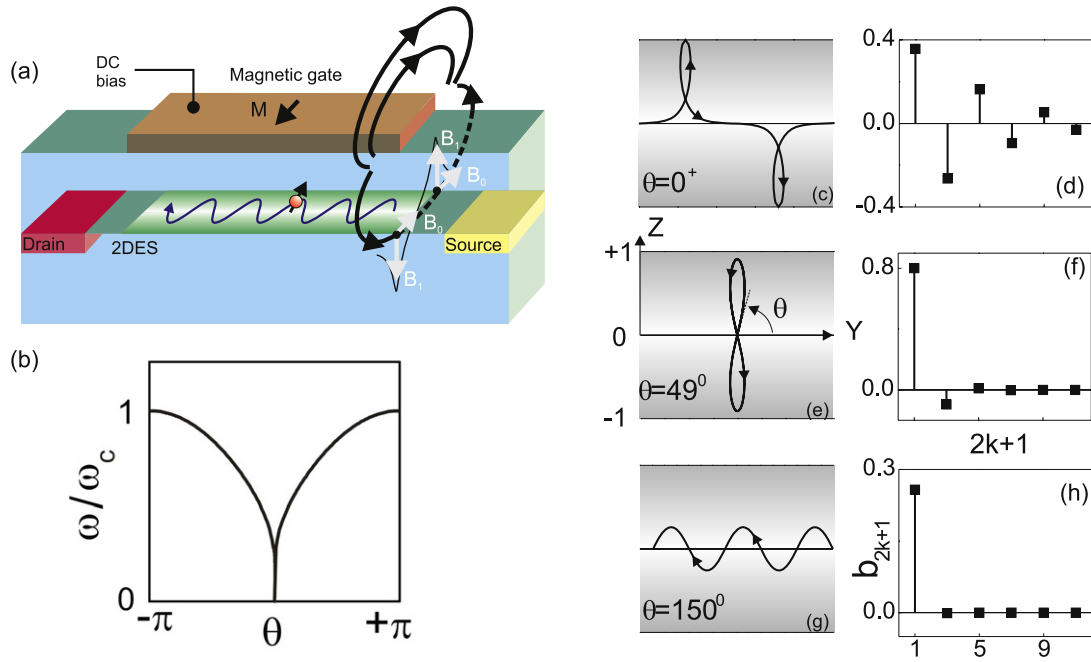 (a)
DC
bias
Magnetic gate
M
B₁
B₀
B₀
B₁
Drain
2DES
Source
(b)
ω/ω_c
1
0
-π
θ
+π
θ=0⁺
(c)
0.4
0.0
-0.4
(d)
Z
+1
0
-1
Y
θ
θ=49⁰
(e)
0.8
0.0
(f)
2k+1
θ=150⁰
(g)
b₂ₖ₊₁
0.3
0.0
(h)
1 5 9